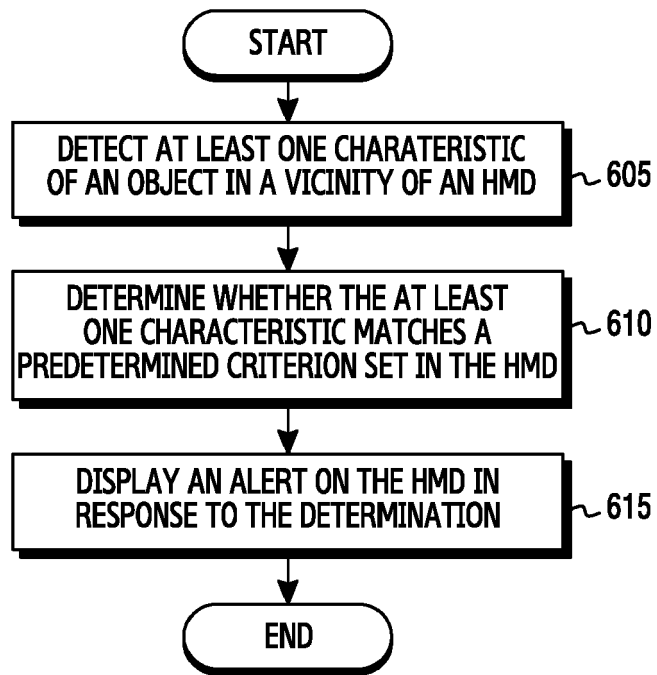 START
DETECT AT LEAST ONE CHARATERISTIC
OF AN OBJECT IN A VICINITY OF AN HMD
605
DETERMINE WHETHER THE AT LEAST
ONE CHARACTERISTIC MATCHES A
PREDETERMINED CRITERION SET IN THE HMD
610
DISPLAY AN ALERT ON THE HMD IN
RESPONSE TO THE DETERMINATION
615
END